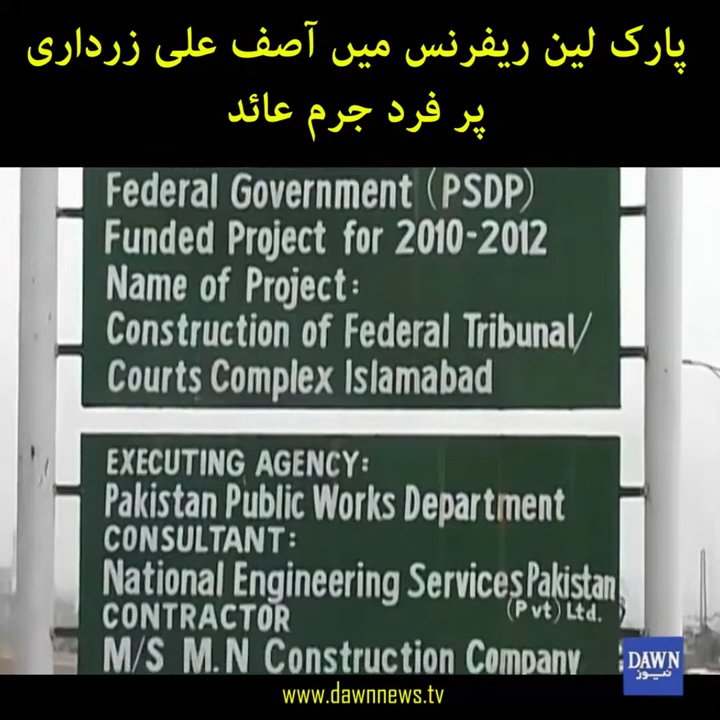 پارک لین ریفرنس میں آصف علی زرداری
پر فرد جرم عائد
Federal Government (PSDP)
Funded Project for 2010-2012
Name of Project:
Construction of Federal Tribunal/
Courts Complex Islamabad
EXECUTING AGENCY:
Pakistan Public Works Department
CONSULTANT:
National Engineering Services Pakistan
(Pvt) Ltd.
CONTRACTOR
M/S M.N Construction Company
DAWN
نیوز
www.dawnnews.tv